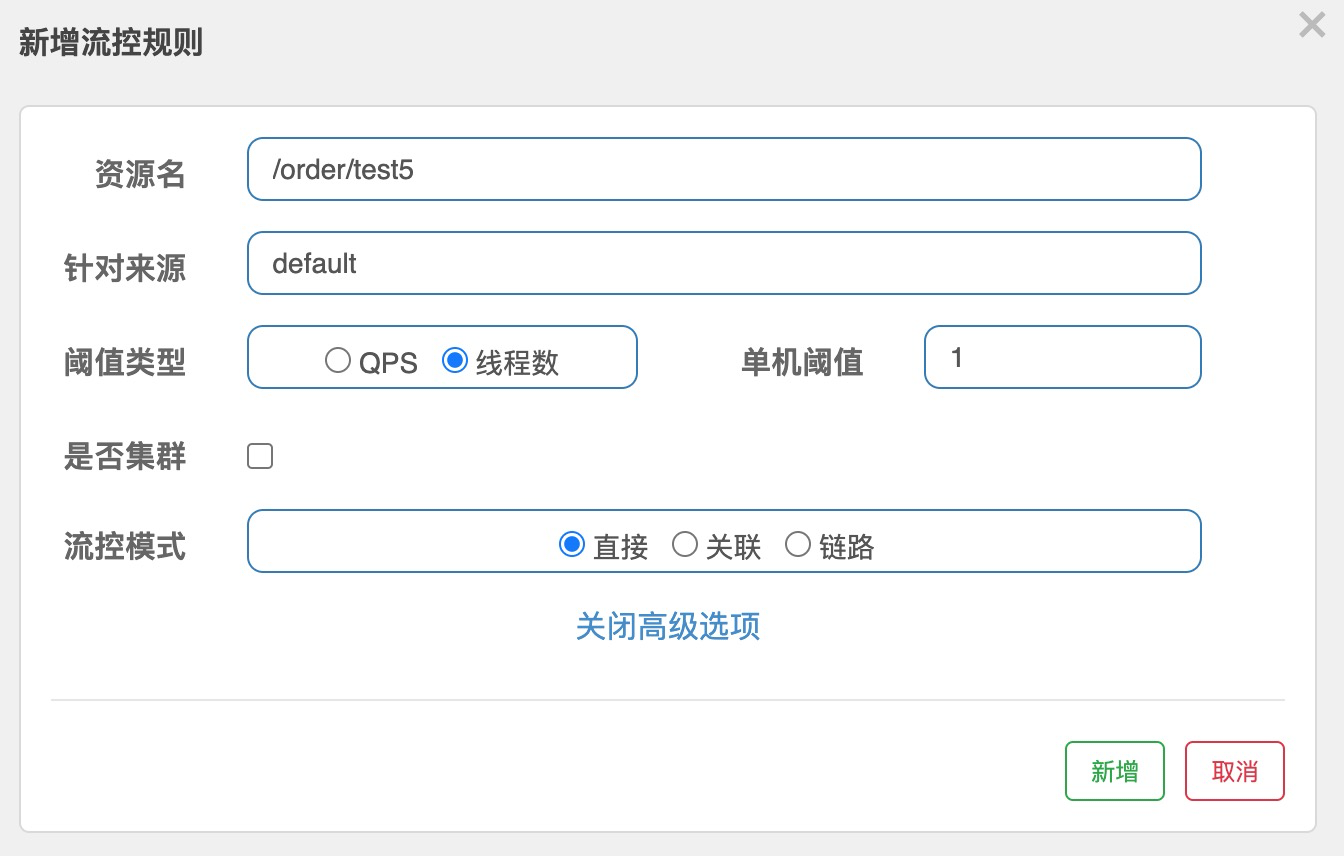 新增流控规则
资源名 /order/test5
针对来源 default
阈值类型 QPS 线程数 单机阈值 1
是否集群
流控模式 直接 关联 链路
关闭高级选项
新增 取消